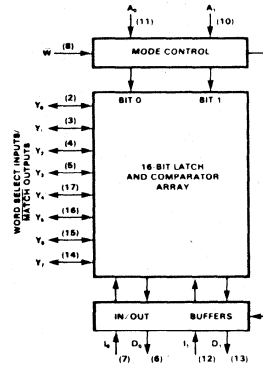 A₀ A₁
(11) (10)
W̅ (8) MODE CONTROL
BIT 0 BIT 1
WORD SELECT INPUTS/
MATCH OUTPUTS
Y₀ (2)
Y₁ (3)
Y₂ (4)
Y₃ (5)
Y₄ (17)
Y₅ (16)
Y₆ (15)
Y₇ (14)
16-BIT LATCH
AND COMPARATOR
ARRAY
IN/OUT BUFFERS
I₀ D₀ I₁ D₁
(7) (6) (12) (13)